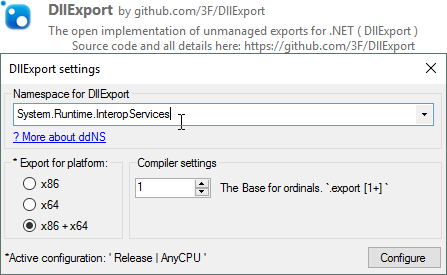 DllExport by github.com/3F/DllExport
The open implementation of unmanaged exports for .NET ( DllExport )
Source code and all details here: https://github.com/3F/DllExport
DllExport settings
Namespace for DllExport
System.Runtime.InteropServices
? More about ddNS
* Export for platform:
x86
x64
x86 + x64
Compiler settings
1 The Base for ordinals. `.export [1+] `
*Active configuration: ' Release | AnyCPU '
Configure